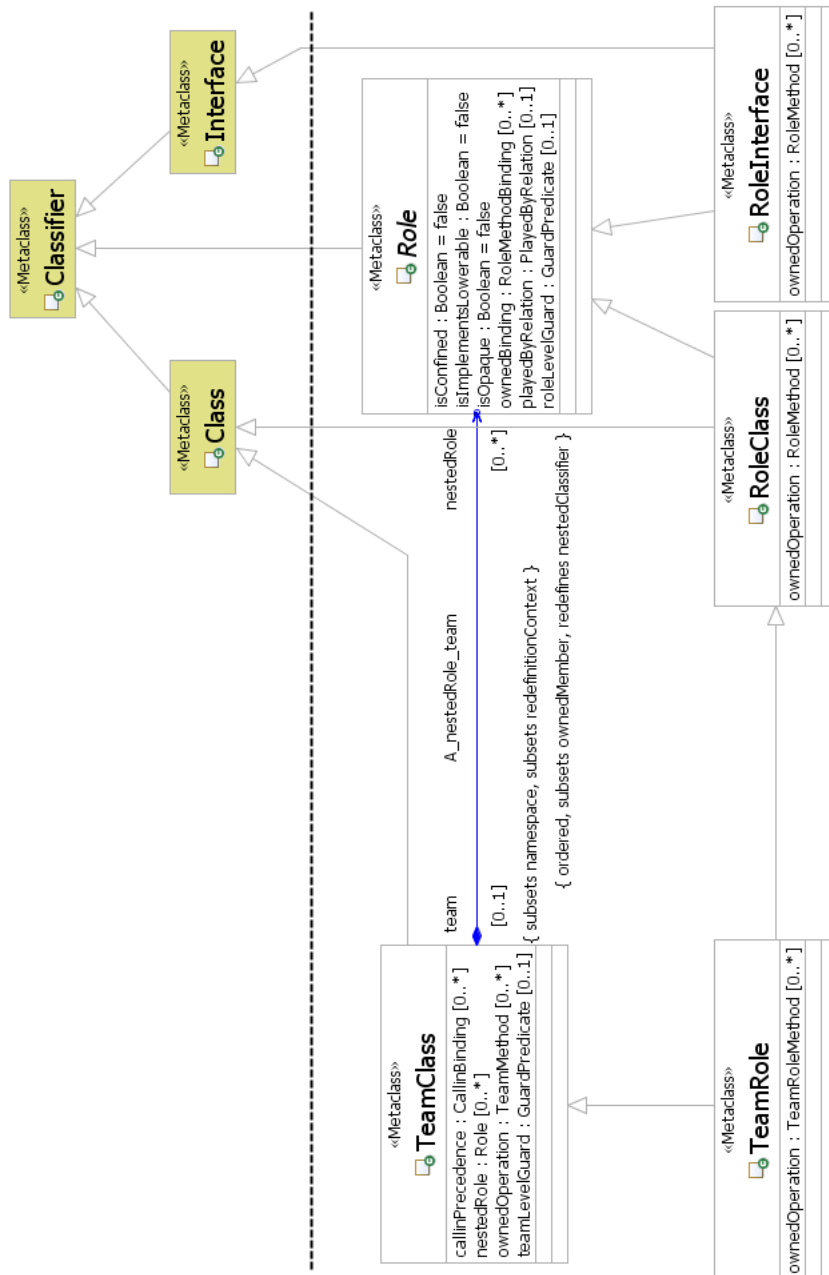 «Metaclass»
Classifier
«Metaclass»
Class
«Metaclass»
Interface
«Metaclass»
TeamClass
callinPrecedence : CallinBinding [0..*]
nestedRole : Role [0..*]
ownedOperation : TeamMethod [0..*]
teamLevelGuard : GuardPredicate [0..1]
team
A_nestedRole_team
nestedRole
[0..1]
[0..*]
{ subsets namespace, subsets redefinitionContext }
{ ordered, subsets ownedMember, redefines nestedClassifier }
«Metaclass»
Role
isConfined : Boolean = false
isImplementsLowerable : Boolean = false
isOpaque : Boolean = false
ownedBinding : RoleMethodBinding [0..*]
playedByRelation : PlayedByRelation [0..1]
roleLevelGuard : GuardPredicate [0..1]
«Metaclass»
TeamRole
ownedOperation : TeamRoleMethod [0..*]
«Metaclass»
RoleClass
ownedOperation : RoleMethod [0..*]
«Metaclass»
RoleInterface
ownedOperation : RoleMethod [0..*]